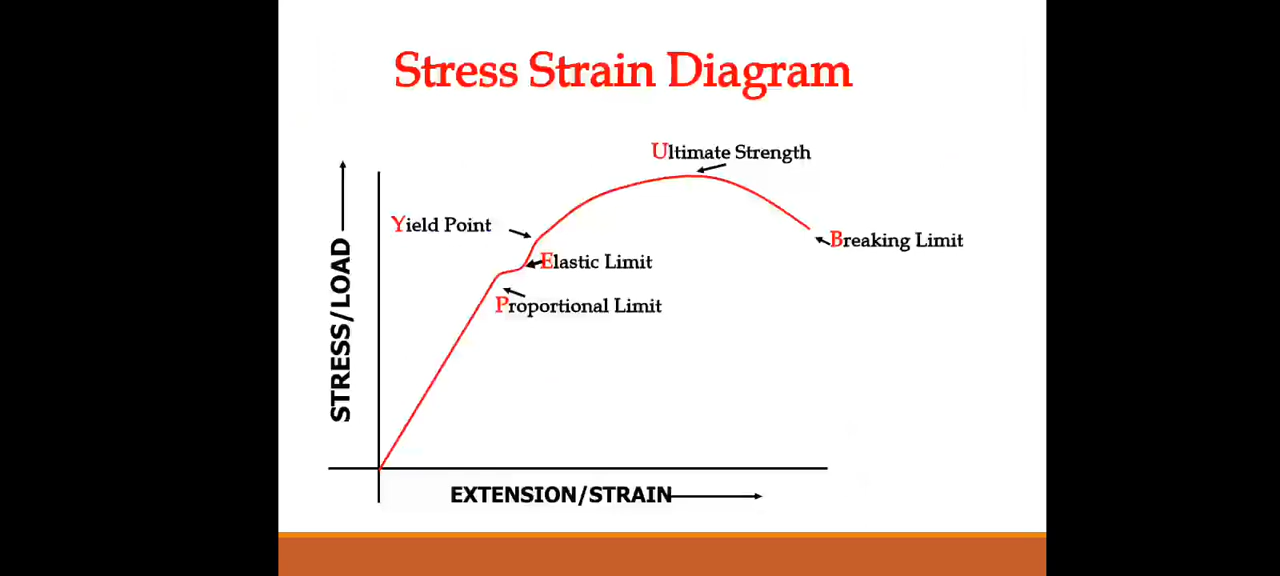 Stress Strain Diagram
Ultimate Strength
Yield Point
Breaking Limit
Elastic Limit
Proportional Limit
STRESS/LOAD
EXTENSION/STRAIN